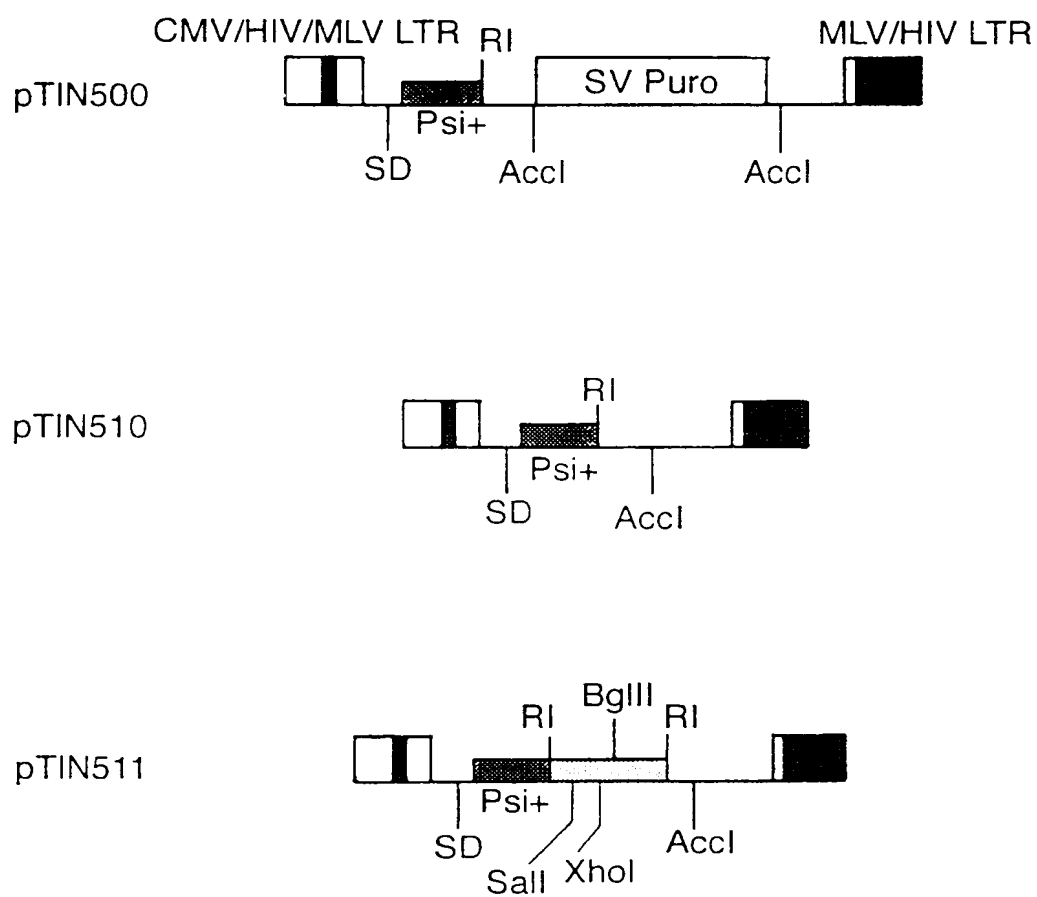 CMV/HIV/MLV LTR
RI
MLV/HIV LTR
pTIN500
SV Puro
Psi+
SD
AccI
AccI
RI
pTIN510
Psi+
SD
AccI
BglII
RI
RI
pTIN511
Psi+
SD
AccI
SalI
XhoI